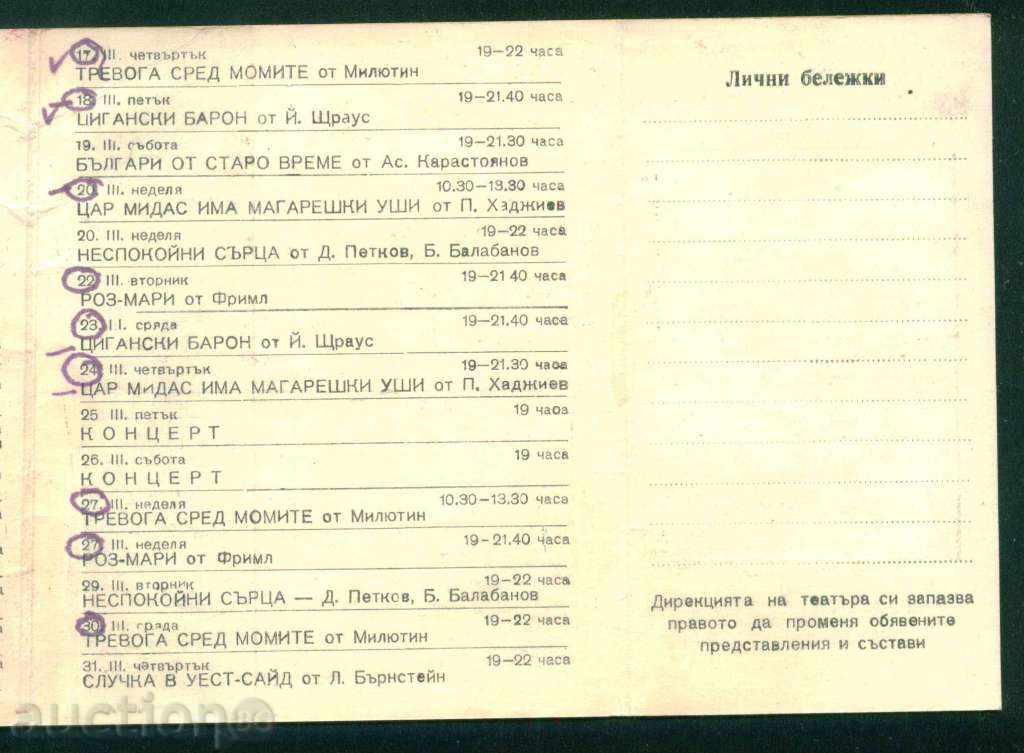 17. III. четвъртък 19—22 часа
ТРЕВОГА СРЕД МОМИТЕ от Милютин
18. III. петък 19—21.40 часа
ЦИГАНСКИ БАРОН от Й. Щраус
19. III. събота 19—21.30 часа
БЪЛГАРИ ОТ СТАРО ВРЕМЕ от Ас. Карастоянов
20. III. неделя 10.30—13.30 часа
ЦАР МИДАС ИМА МАГАРЕШКИ УШИ от П. Хаджиев
20. III. неделя 19—22 часа
НЕСПОКОЙНИ СЪРЦА от Д. Петков, Б. Балабанов
22. III. вторник 19—21 40 часа
РОЗ-МАРИ от Фримл
23. III. сряда 19—21.40 часа
ЦИГАНСКИ БАРОН от Й. Щраус
24. III. четвъртък 19—21.30 часа
ЦАР МИДАС ИМА МАГАРЕШКИ УШИ от П. Хаджиев
25 III. петък 19 часа
КОНЦЕРТ
26. III. събота 19 часа
КОНЦЕРТ
27. III. неделя 10.30—13.30 часа
ТРЕВОГА СРЕД МОМИТЕ от Милютин
27. III. неделя 19-21.40 часа
РОЗ-МАРИ от Фримл
29. III. вторник 19—22 часа
НЕСПОКОЙНИ СЪРЦА — Д. Петков, Б. Балабанов
30. III. сряда 19—22 часа
ТРЕВОГА СРЕД МОМИТЕ от Милютин
31. III. четвъртък 19—22 часа
СЛУЧКА В УЕСТ-САЙД от Л. Бърнстейн
Лични бележки
Дирекцията на театъра си запазва
правото да променя обявените
представления и състави
auction